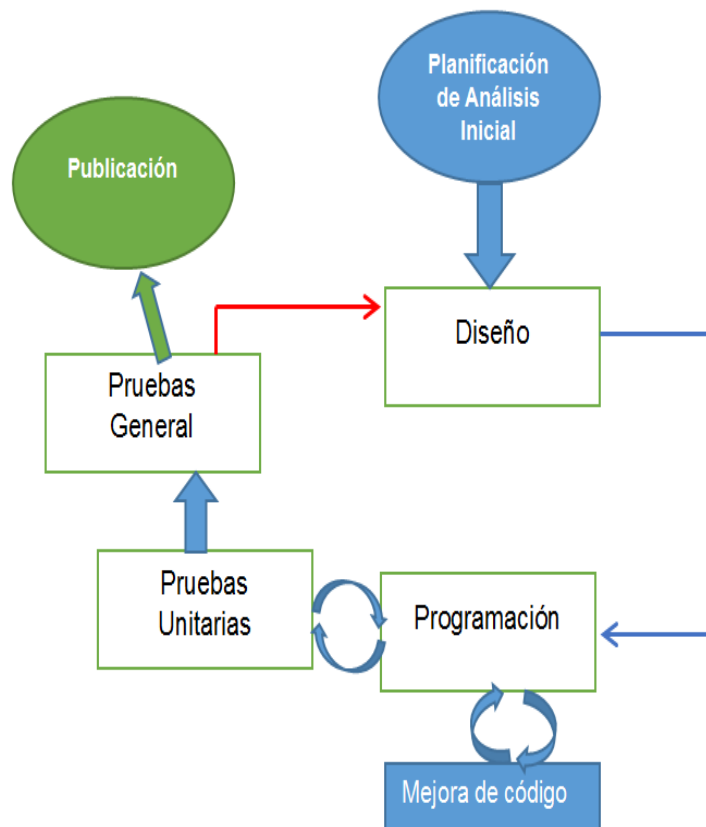 Planificación
de Análisis
Inicial
Publicación
Diseño
Pruebas
General
Pruebas
Unitarias
Programación
Mejora de código